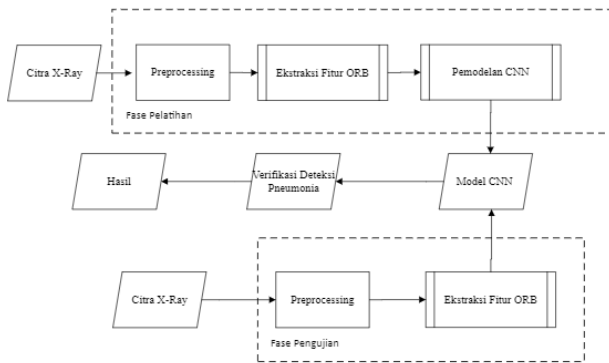 Citra X-Ray
Preprocessing
Ekstraksi Fitur ORB
Pemodelan CNN
Fase Pelatihan
Hasil
Verifikasi Deteksi
Pneumonia
Model CNN
Citra X-Ray
Preprocessing
Ekstraksi Fitur ORB
Fase Pengujian